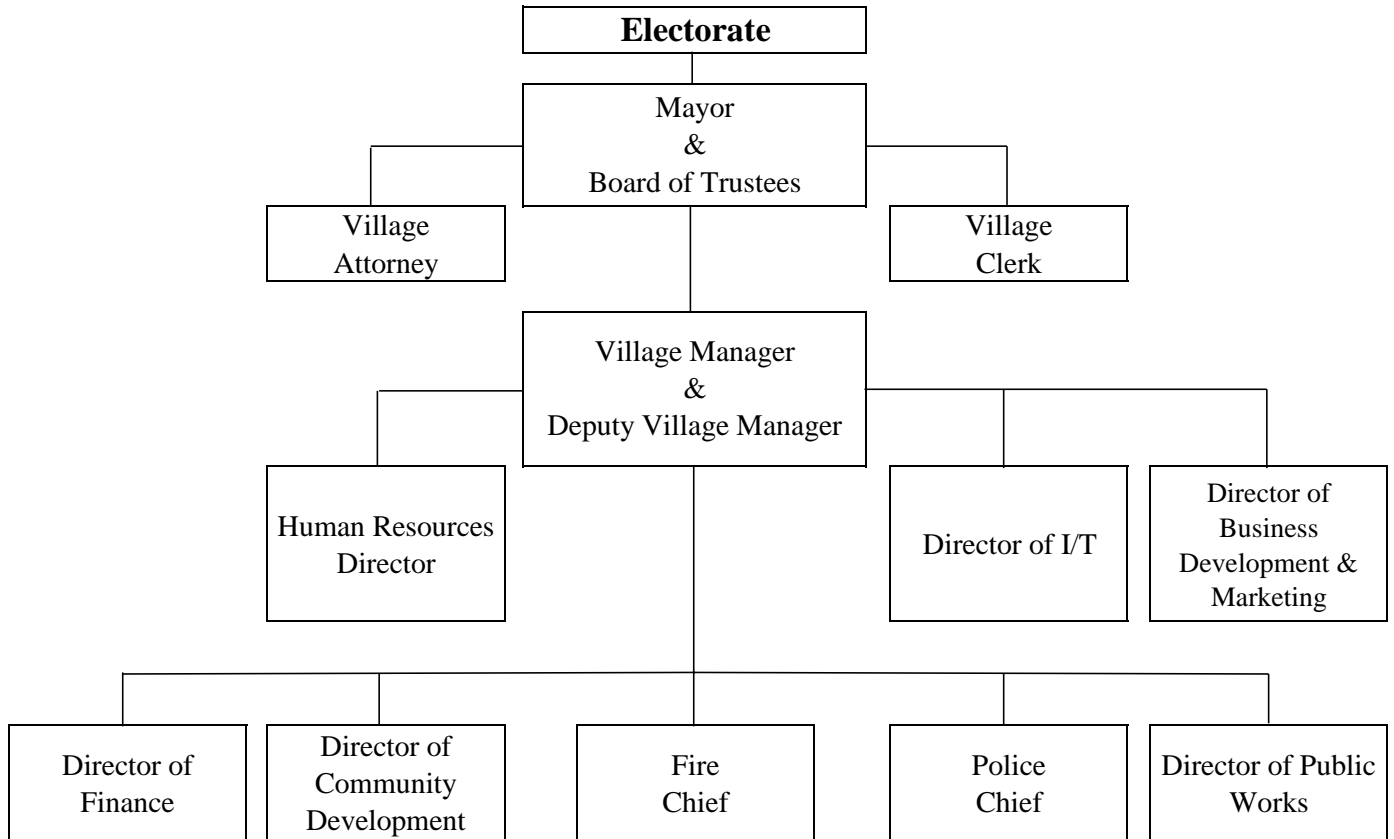 Electorate
Mayor
&
Board of Trustees
Village
Attorney
Village
Clerk
Village Manager
&
Deputy Village Manager
Human Resources
Director
Director of I/T
Director of
Business
Development &
Marketing
Director of
Finance
Director of
Community
Development
Fire
Chief
Police
Chief
Director of Public
Works